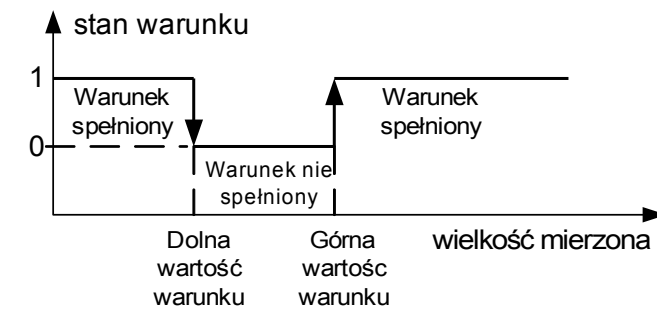 stan warunku
1
Warunek
spełniony
Warunek
spełniony
0
Warunek nie
spełniony
Dolna
wartość
warunku
Górna
wartośc
warunku
wielkość mierzona